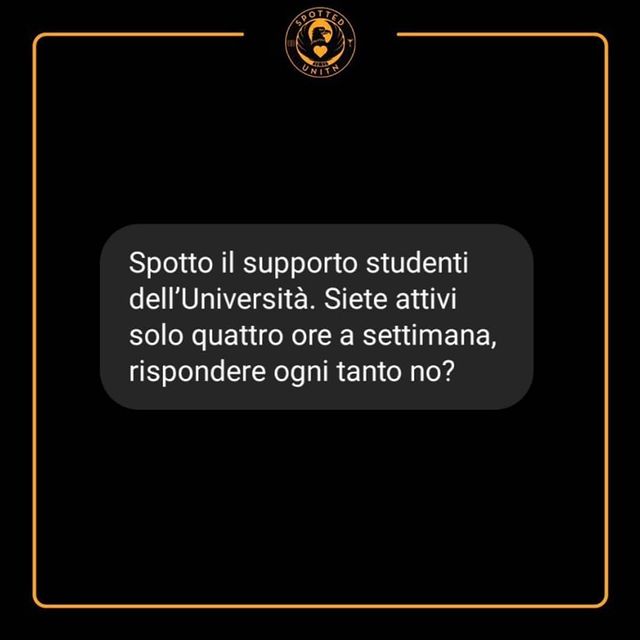 SPOTTED
UNITN
Spotto il supporto studenti
dell’Università. Siete attivi
solo quattro ore a settimana,
rispondere ogni tanto no?